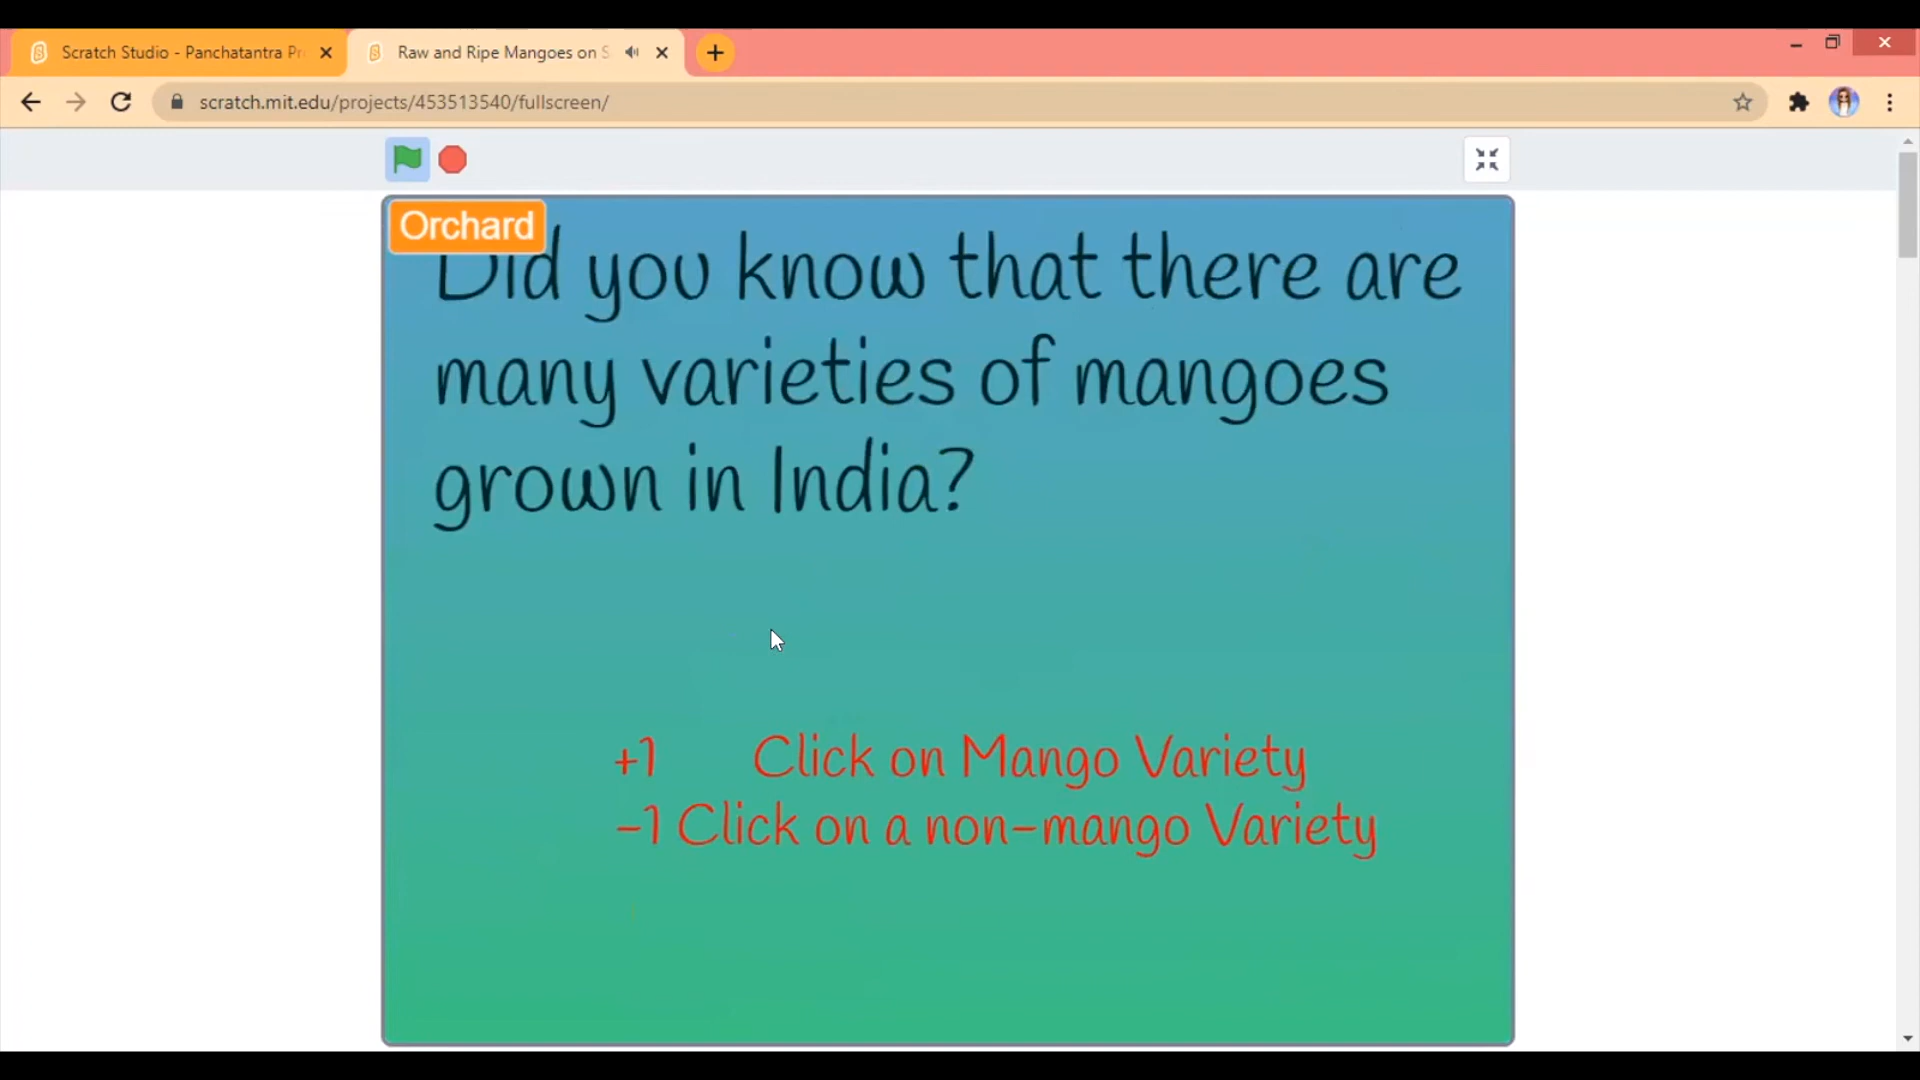 Scratch Studio - Panchatantra Pr
Raw and Ripe Mangoes on S
scratch.mit.edu/projects/453513540/fullscreen/
Orchard
Did you know that there are
many varieties of mangoes
grown in India?
+1 Click on Mango Variety
-1 Click on a non-mango Variety